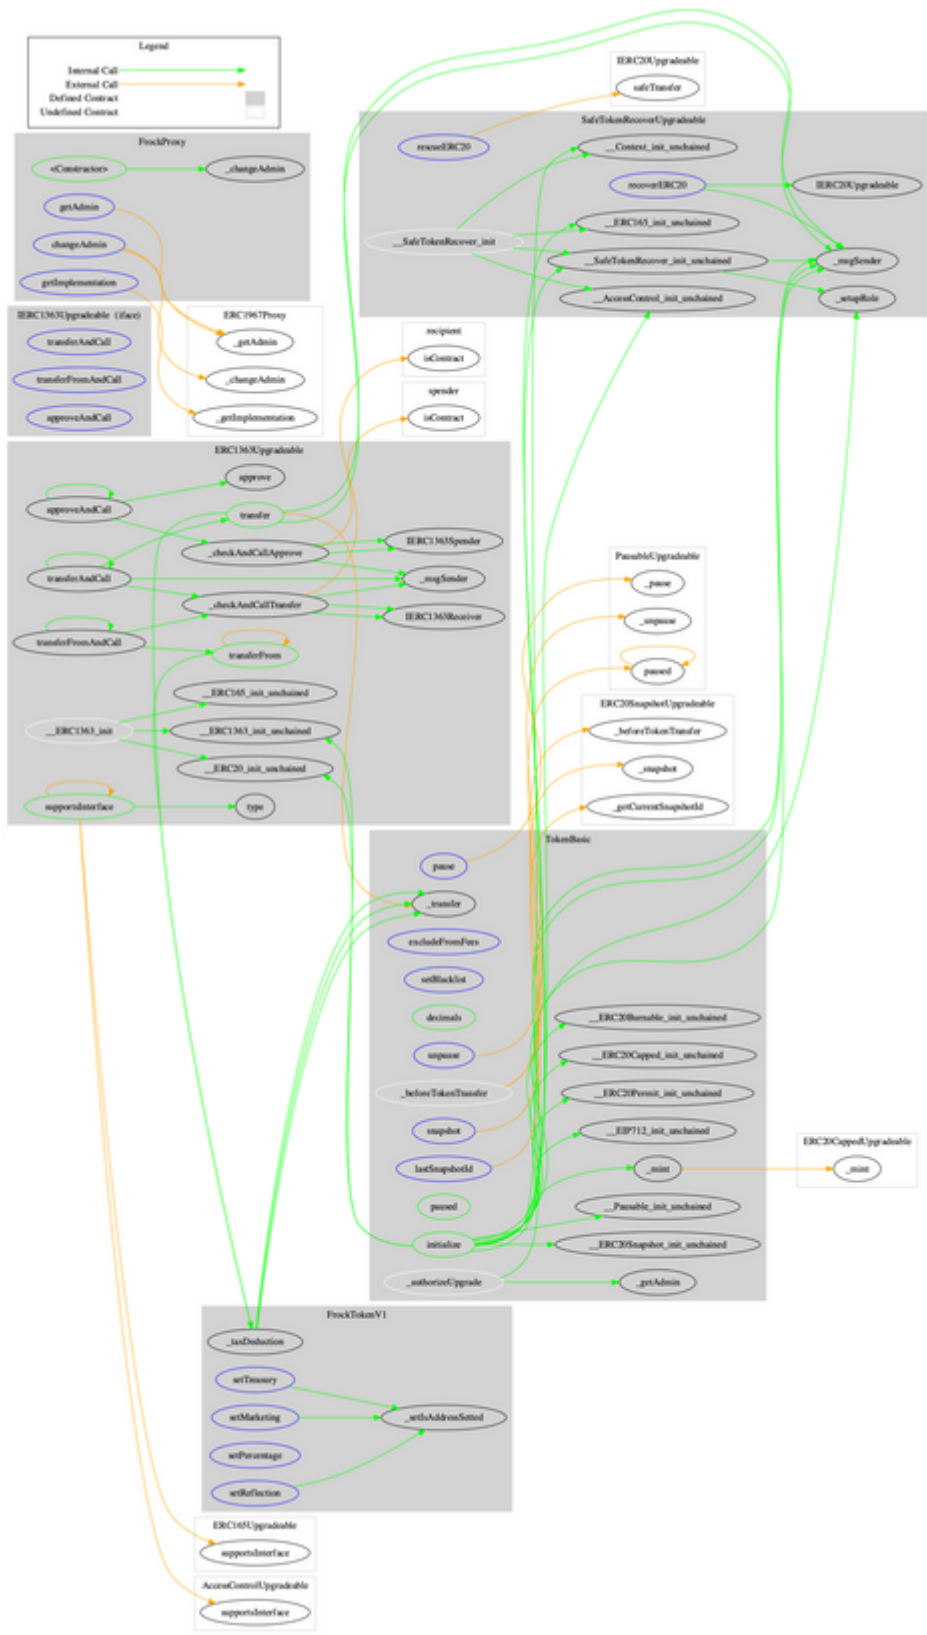 Legend
Internal Call
External Call
Defined Contract
Undefined Contract
FrockProxy
<Constructor>
_changeAdmin
getAdmin
changeAdmin
getImplementation
IERC1363Upgradeable (iface)
transferAndCall
transferFromAndCall
approveAndCall
ERC1967Proxy
_getAdmin
_changeAdmin
_getImplementation
IERC20Upgradeable
safeTransfer
SafeTokenRecoverUpgradeable
rescueERC20
__Context_init_unchained
recoverERC20
IERC20Upgradeable
__ERC165_init_unchained
__SafeTokenRecover_init
__SafeTokenRecover_init_unchained
_msgSender
__AccessControl_init_unchained
_setupRole
recipient
isContract
spender
isContract
ERC1363Upgradeable
approve
approveAndCall
transfer
_checkAndCallApprove
IERC1363Spender
transferAndCall
_msgSender
_checkAndCallTransfer
IERC1363Receiver
transferFromAndCall
transferFrom
__ERC165_init_unchained
__ERC1363_init
__ERC1363_init_unchained
__ERC20_init_unchained
supportsInterface
type
PausableUpgradeable
_pause
_unpause
paused
ERC20SnapshotUpgradeable
_beforeTokenTransfer
_snapshot
_getCurrentSnapshotId
TokenBasic
pause
_transfer
excludeFromFees
setBlacklist
decimals
unpause
_beforeTokenTransfer
snapshot
lastSnapshotId
paused
initialize
_authorizeUpgrade
__ERC20Burnable_init_unchained
__ERC20Capped_init_unchained
__ERC20Permit_init_unchained
__EIP712_init_unchained
_mint
__Pausable_init_unchained
__ERC20Snapshot_init_unchained
_getAdmin
ERC20CappedUpgradeable
_mint
FrockTokenV1
_taxDeduction
setTreasury
setMarketing
_setIsAddressSetted
setPercentage
setReflection
ERC165Upgradeable
supportsInterface
AccessControlUpgradeable
supportsInterface